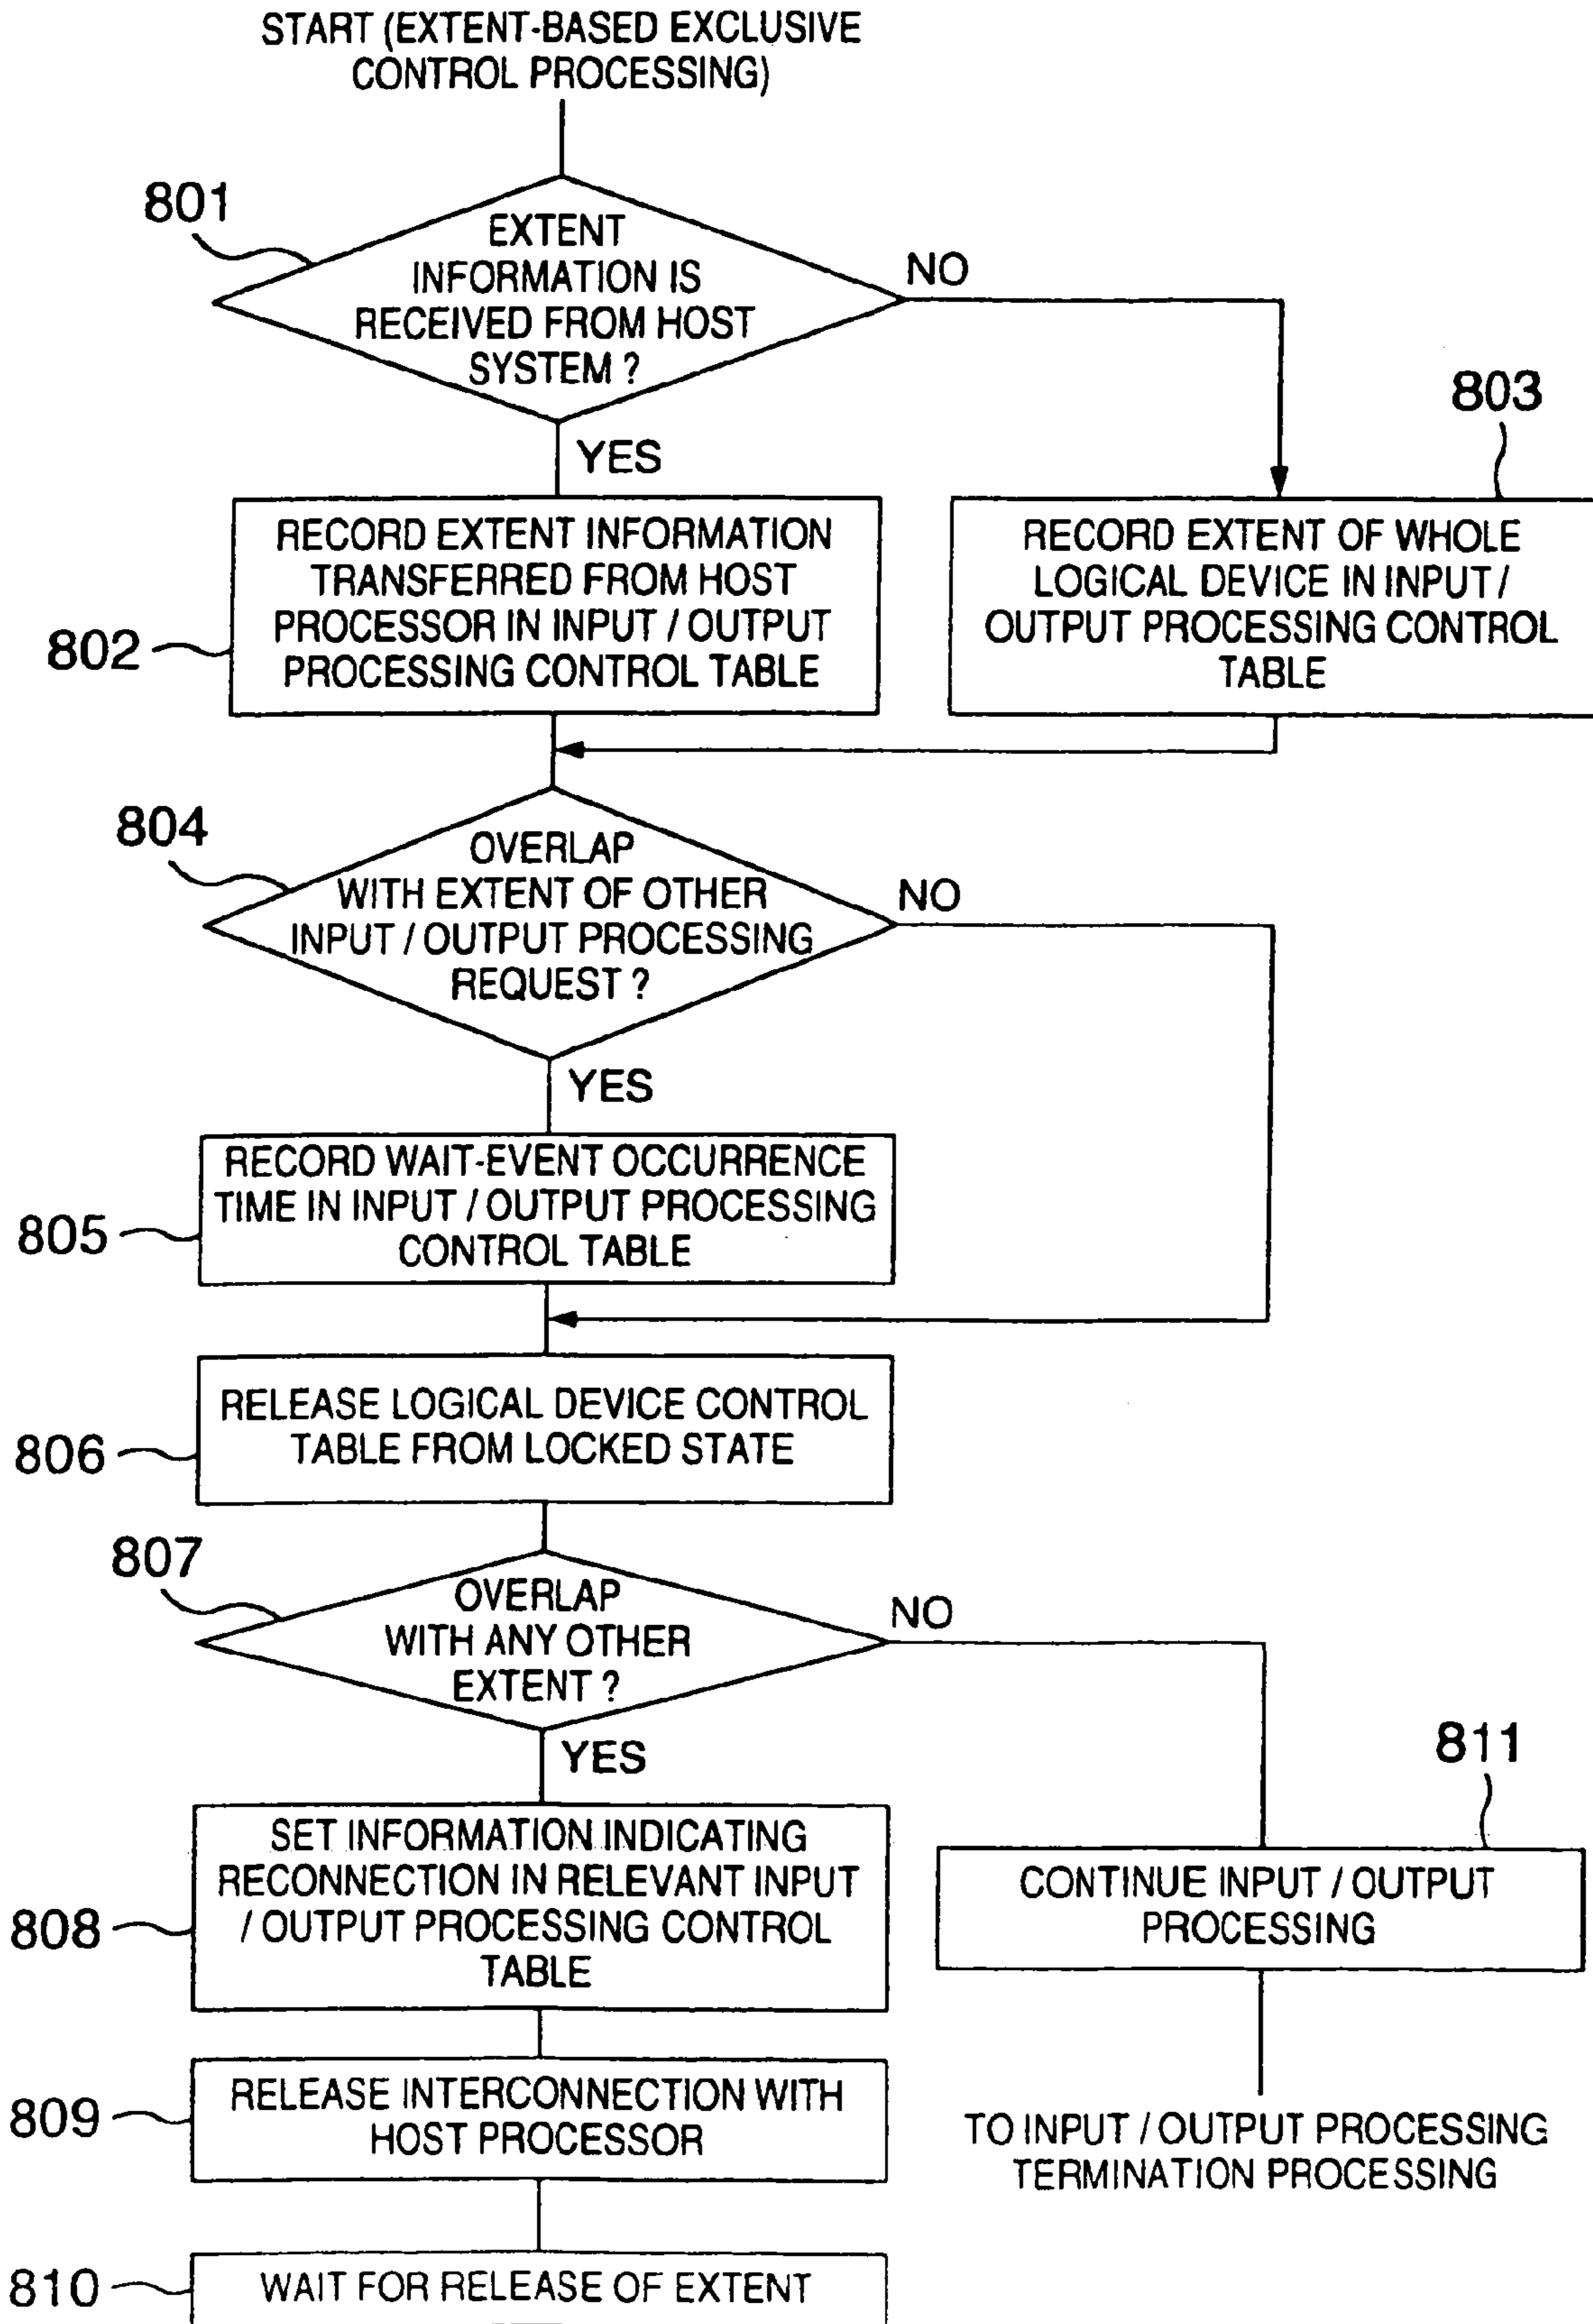 START (EXTENT-BASED EXCLUSIVE
CONTROL PROCESSING)
801
EXTENT
INFORMATION IS
RECEIVED FROM HOST
SYSTEM ?
NO
YES
803
802
RECORD EXTENT INFORMATION
TRANSFERRED FROM HOST
PROCESSOR IN INPUT / OUTPUT
PROCESSING CONTROL TABLE
RECORD EXTENT OF WHOLE
LOGICAL DEVICE IN INPUT /
OUTPUT PROCESSING CONTROL
TABLE
804
OVERLAP
WITH EXTENT OF OTHER
INPUT / OUTPUT PROCESSING
REQUEST ?
NO
YES
805
RECORD WAIT-EVENT OCCURRENCE
TIME IN INPUT / OUTPUT PROCESSING
CONTROL TABLE
806
RELEASE LOGICAL DEVICE CONTROL
TABLE FROM LOCKED STATE
807
OVERLAP
WITH ANY OTHER
EXTENT ?
NO
YES
811
808
SET INFORMATION INDICATING
RECONNECTION IN RELEVANT INPUT
/ OUTPUT PROCESSING CONTROL
TABLE
CONTINUE INPUT / OUTPUT
PROCESSING
809
RELEASE INTERCONNECTION WITH
HOST PROCESSOR
TO INPUT / OUTPUT PROCESSING
TERMINATION PROCESSING
810
WAIT FOR RELEASE OF EXTENT